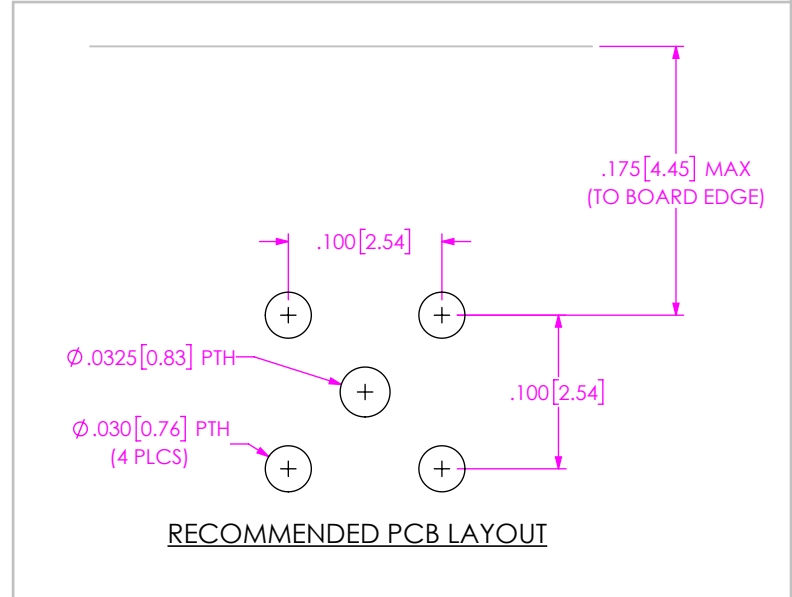 .175[4.45] MAX
(TO BOARD EDGE)
.100[2.54]
Ø.0325[0.83] PTH
.100[2.54]
Ø.030[0.76] PTH
(4 PLCS)
RECOMMENDED PCB LAYOUT